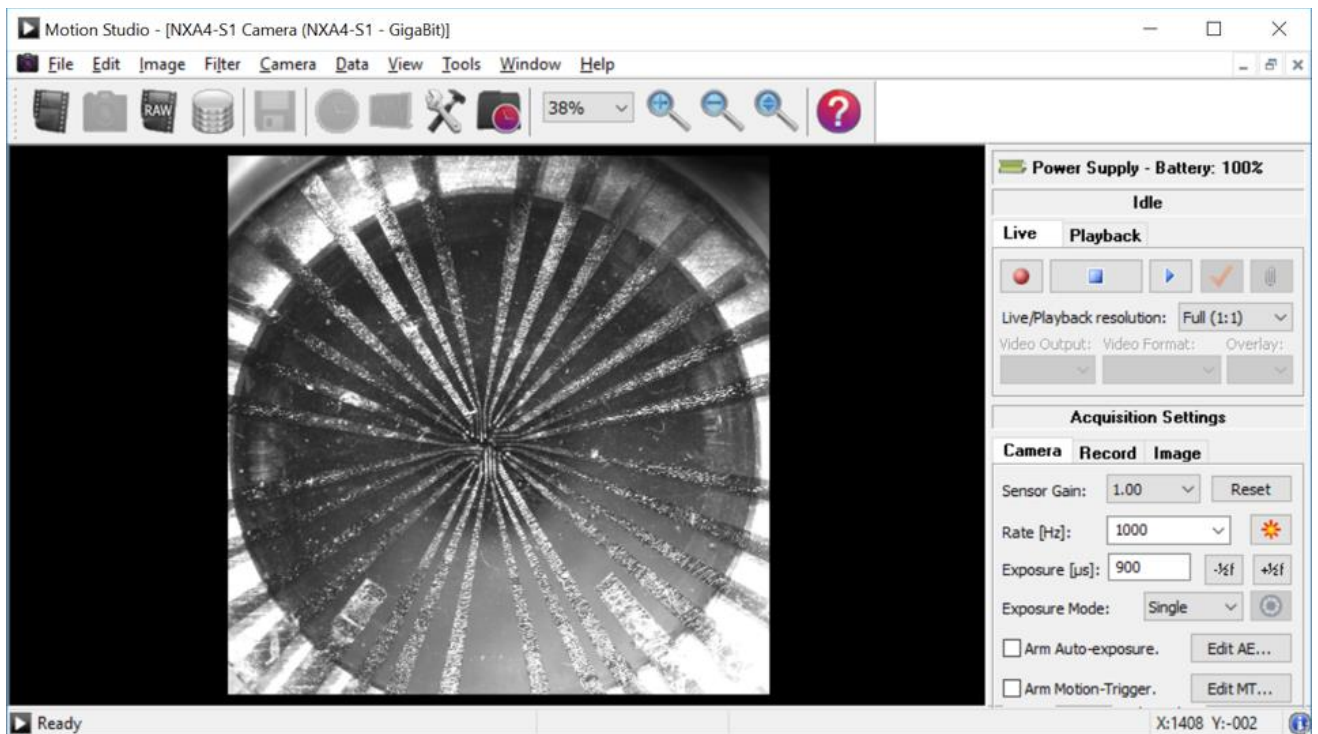 Motion Studio - [NXA4-S1 Camera (NXA4-S1 - GigaBit)]
File Edit Image Filter Camera Data View Tools Window Help
RAW 38% ?
Power Supply - Battery: 100%
Idle
Live Playback
Live/Playback resolution: Full (1:1)
Video Output: Video Format: Overlay:
Acquisition Settings
Camera Record Image
Sensor Gain: 1.00 Reset
Rate [Hz]: 1000
Exposure [µs]: 900 -½f +½f
Exposure Mode: Single
Arm Auto-exposure. Edit AE...
Arm Motion-Trigger. Edit MT...
Ready X:1408 Y:-002